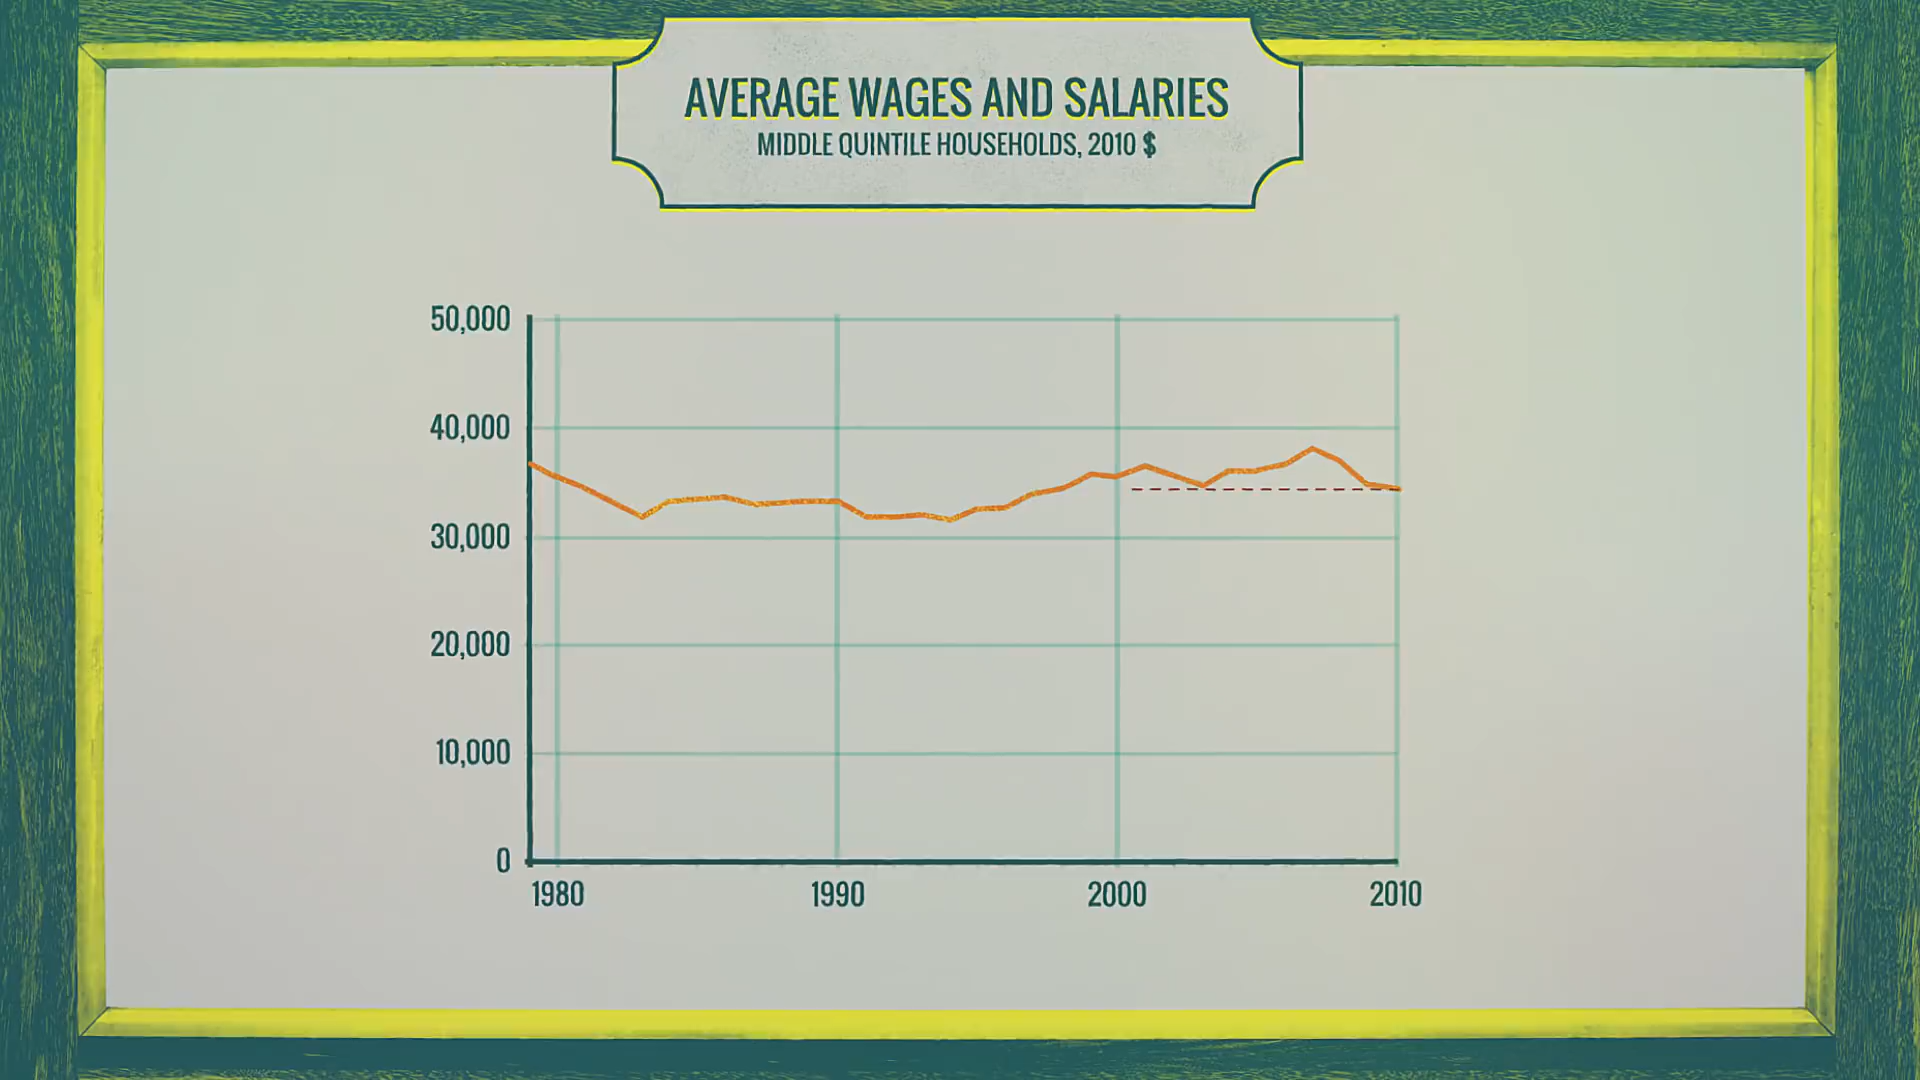 AVERAGE WAGES AND SALARIES
MIDDLE QUINTILE HOUSEHOLDS, 2010 $
50,000
40,000
30,000
20,000
10,000
0
1980 1990 2000 2010